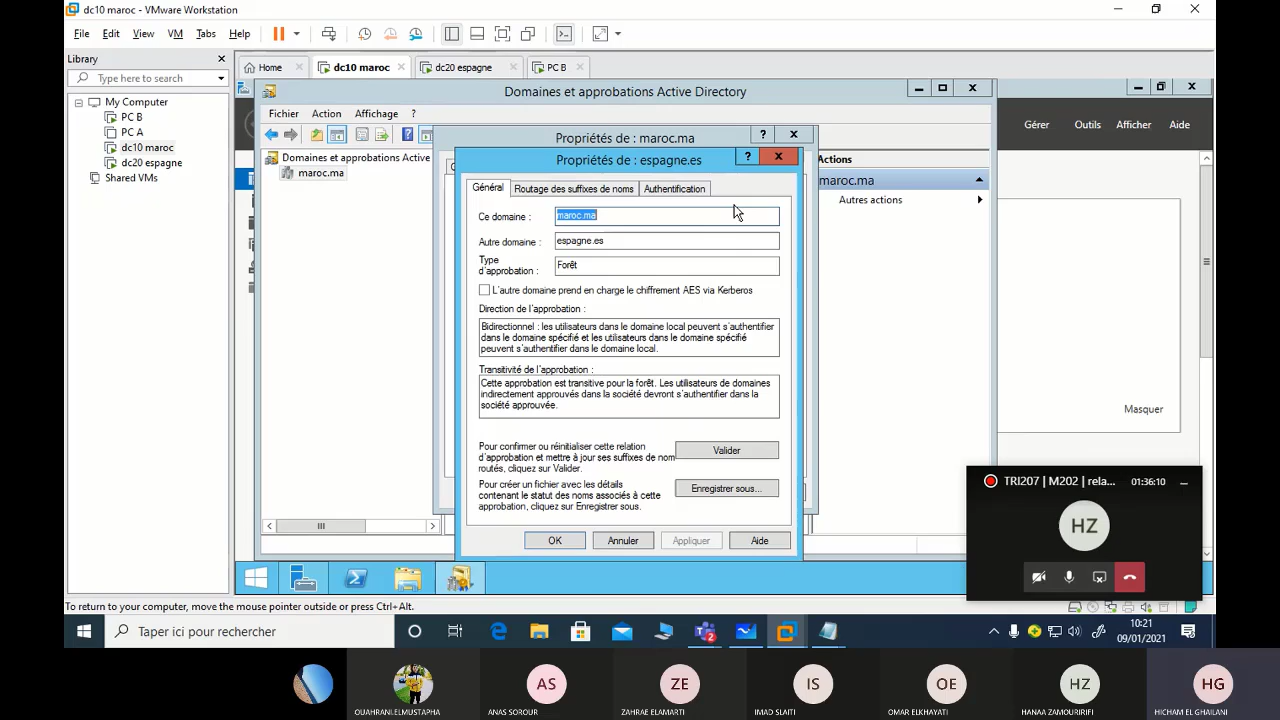 dc10 maroc - VMware Workstation
File Edit View VM Tabs Help
Library
Type here to search
My Computer
PC B
PC A
dc10 maroc
dc20 espagne
Shared VMs
Home
dc10 maroc
dc20 espagne
PC B
Domaines et approbations Active Directory
Fichier Action Affichage ?
Domaines et approbations Active
maroc.ma
Gérer Outils Afficher Aide
Actions
maroc.ma
Autres actions
Masquer
Propriétés de : maroc.ma
Propriétés de : espagne.es
Général
Routage des suffixes de noms
Authentification
Ce domaine :
maroc.ma
Autre domaine :
espagne.es
Type
d'approbation :
Forêt
L'autre domaine prend en charge le chiffrement AES via Kerberos
Direction de l'approbation :
Bidirectionnel : les utilisateurs dans le domaine local peuvent s'authentifier
dans le domaine spécifié et les utilisateurs dans le domaine spécifié
peuvent s'authentifier dans le domaine local.
Transitivité de l'approbation :
Cette approbation est transitive pour la forêt. Les utilisateurs de domaines
indirectement approuvés dans la société devront s'authentifier dans la
société approuvée.
Pour confirmer ou réinitialiser cette relation
d'approbation et mettre à jour ses suffixes de nom
routés, cliquez sur Valider.
Valider
Pour créer un fichier avec les détails
contenant le statut des noms associés à cette
approbation, cliquez sur Enregistrer sous.
Enregistrer sous...
OK
Annuler
Appliquer
Aide
TRI207 | M202 | rela...
01:36:10
HZ
To return to your computer, move the mouse pointer outside or press Ctrl+Alt.
Taper ici pour rechercher
10:21
09/01/2021
OUAHRANI.ELMUSTAPHA
AS
ANAS SOROUR
ZE
ZAHRAE ELAMARTI
IS
IMAD SLAITI
OE
OMAR ELKHAYATI
HZ
HANAA ZAMOURIRFI
HG
HICHAM EL GHAILANI